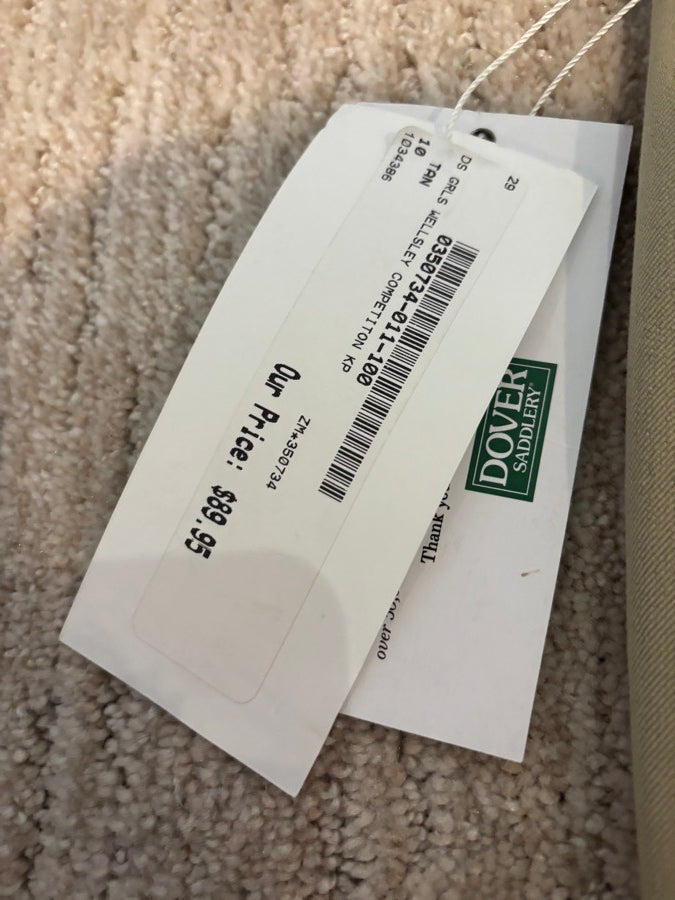 29
DS GRLS WELLSLEY COMPETITON KP
0350734-011-100
10 TAN
1034386
ZM*350734
Our Price: $89.95
DOVER
SADDLERY®
Thank
over